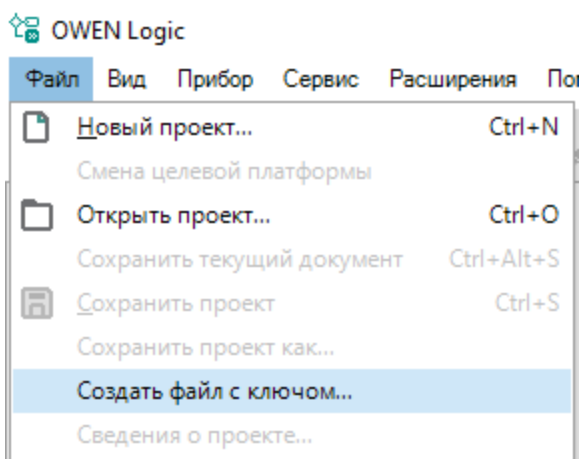 OWEN Logic
Файл Вид Прибор Сервис Расширения
Новый проект... Ctrl+N
Смена целевой платформы
Открыть проект... Ctrl+O
Сохранить текущий документ Ctrl+Alt+S
Сохранить проект Ctrl+S
Сохранить проект как...
Создать файл с ключом...
Сведения о проекте...